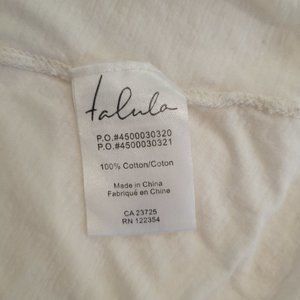 talula
P.O.#4500030320
P.O.#4500030321
100% Cotton/Coton
Made in China
Fabriqué en Chine
CA 23725
RN 122354